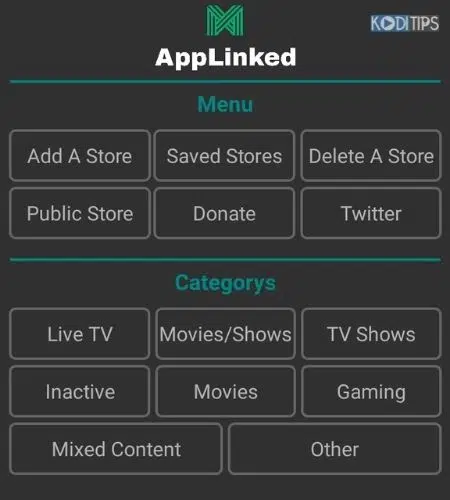 KODITIPS
AppLinked
Menu
Add A Store Saved Stores Delete A Store
Public Store Donate Twitter
Categorys
Live TV Movies/Shows TV Shows
Inactive Movies Gaming
Mixed Content Other